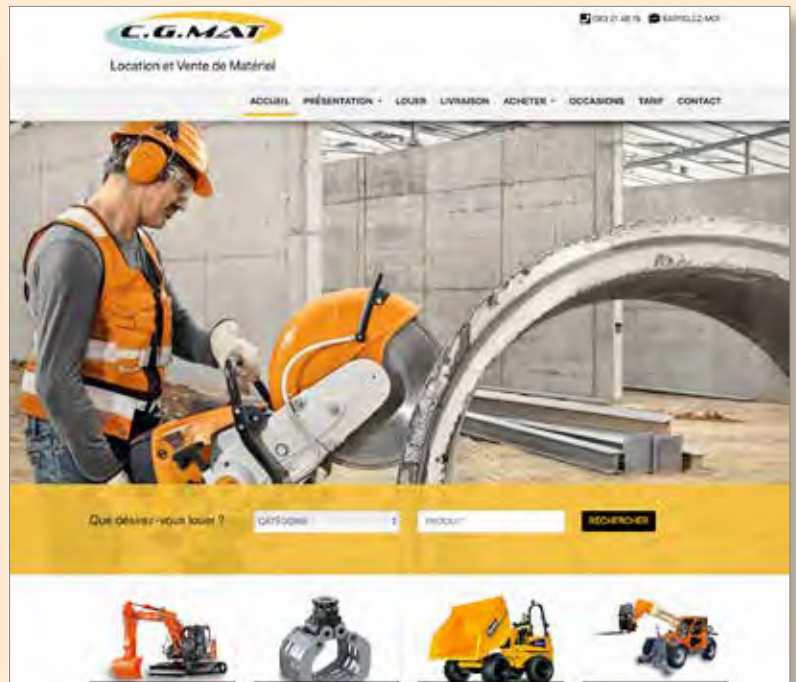 C.G.MAT
Location et Vente de Matériel
RAPPELEZ-MOI
ACCUEIL PRÉSENTATION LOUER LIVRAISON ACHETER OCCASIONS TARIF CONTACT
Que désirez-vous louer ? CATÉGORIE PRODUIT RECHERCHER